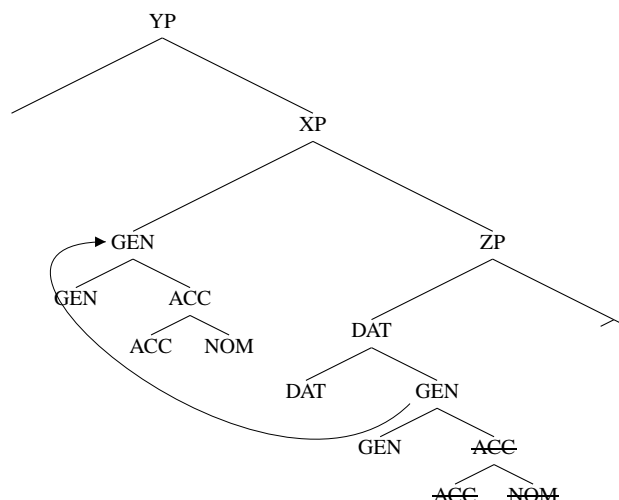 YP
XP
GEN ZP
GEN ACC
DAT
ACC NOM
DAT GEN
GEN ACC
ACC NOM